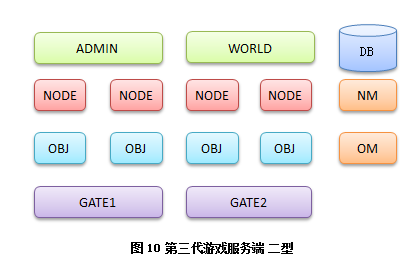 ADMIN WORLD DB
NODE NODE NODE NODE NM
OBJ OBJ OBJ OBJ OM
GATE1 GATE2
图 10 第三代游戏服务端 二型